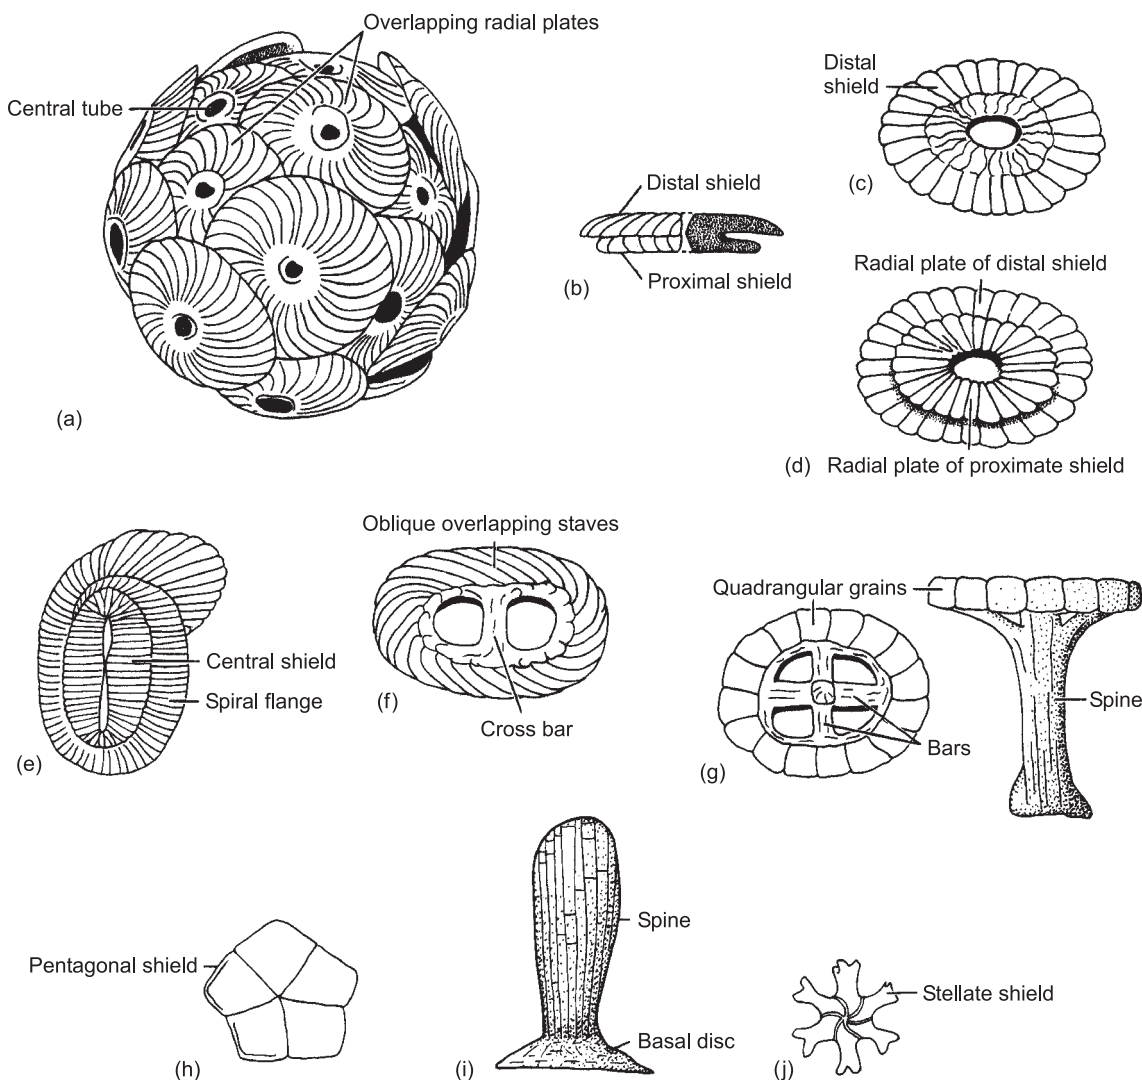 Overlapping radial plates
Central tube
(a)
Distal shield
Proximal shield
(b)
Distal
shield
(c)
Radial plate of distal shield
(d)
Radial plate of proximate shield
Central shield
Spiral flange
(e)
Oblique overlapping staves
(f)
Cross bar
Quadrangular grains
Spine
Bars
(g)
Pentagonal shield
(h)
Spine
Basal disc
(i)
Stellate shield
(j)